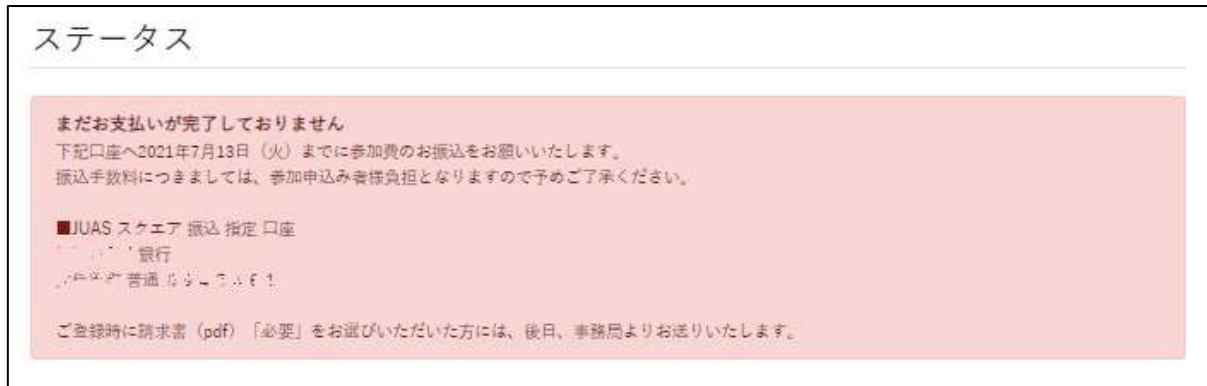 ステータス
まだお支払いが完了しておりません
下記口座へ2021年7月13日（火）までに参加費のお振込をお願いいたします。
振込手数料につきましては、参加申込み者様負担となりますので予めご了承ください。
■JUAS スクエア 振込 指定 口座
銀行
普通
ご登録時に請求書（pdf）「必要」をお選びいただいた方には、後日、事務局よりお送りいたします。